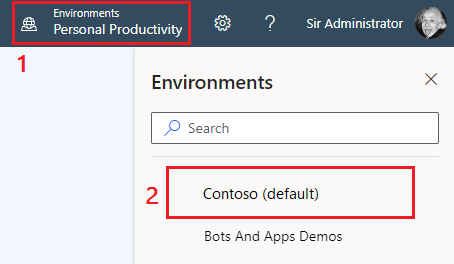 Environments
Personal Productivity
Sir Administrator
1
Environments
Search
2
Contoso (default)
Bots And Apps Demos